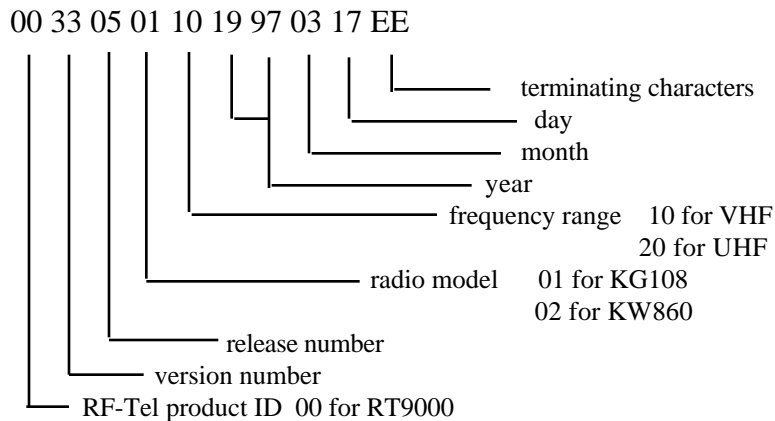 00 33 05 01 10 19 97 03 17 EE
terminating characters
day
month
year
frequency range 10 for VHF
20 for UHF
radio model 01 for KG108
02 for KW860
release number
version number
RF-Tel product ID 00 for RT9000